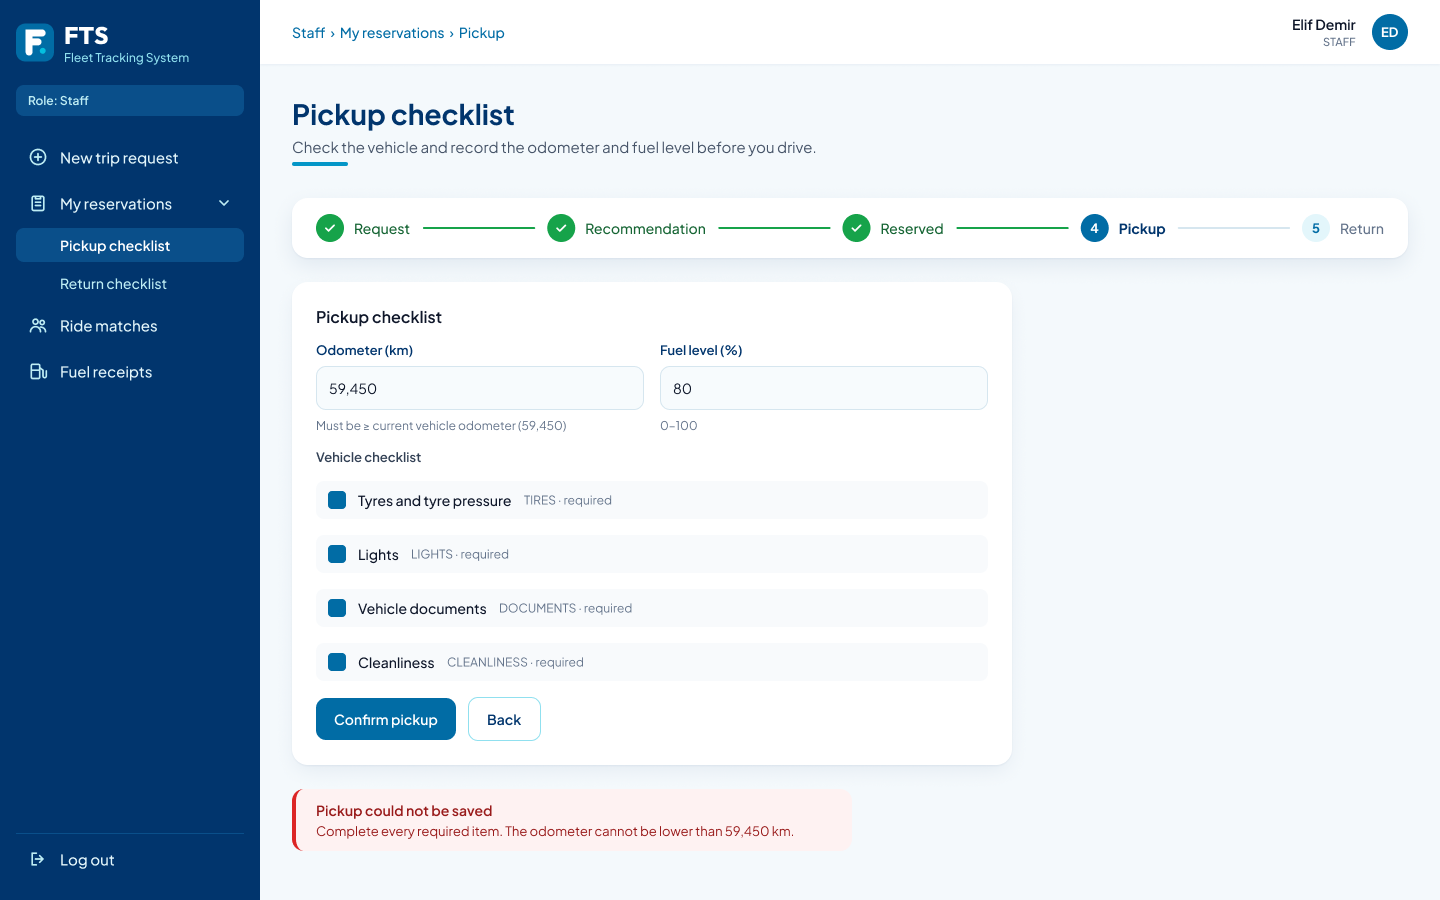 FTS
Fleet Tracking System
Role: Staff
New trip request
My reservations
Pickup checklist
Return checklist
Ride matches
Fuel receipts
Log out
Staff › My reservations › Pickup
Elif Demir
STAFF
ED
Pickup checklist
Check the vehicle and record the odometer and fuel level before you drive.
Request
Recommendation
Reserved
4 Pickup
5 Return
Pickup checklist
Odometer (km)
Fuel level (%)
59,450
80
Must be ≥ current vehicle odometer (59,450)
0–100
Vehicle checklist
Tyres and tyre pressure TIRES · required
Lights LIGHTS · required
Vehicle documents DOCUMENTS · required
Cleanliness CLEANLINESS · required
Confirm pickup
Back
Pickup could not be saved
Complete every required item. The odometer cannot be lower than 59,450 km.